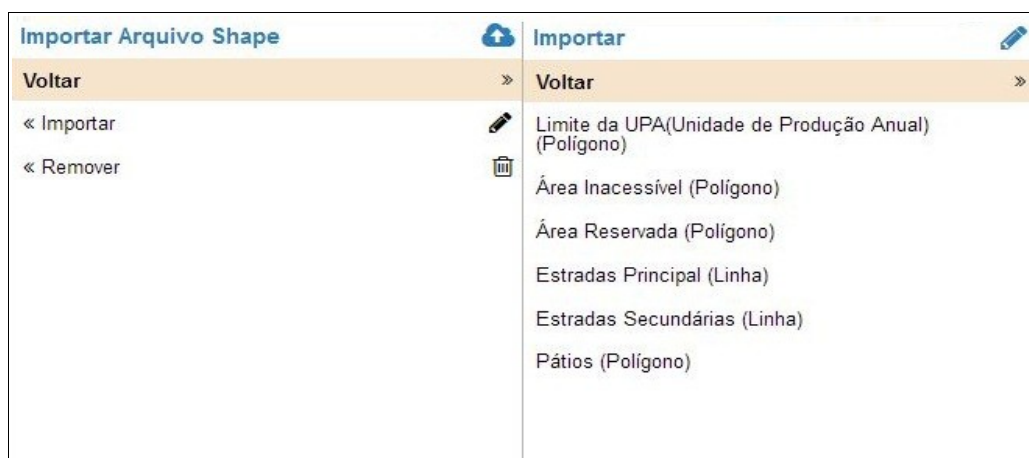 Importar Arquivo Shape
Voltar »
« Importar
« Remover
Importar
Voltar »
Limite da UPA(Unidade de Produção Anual)
(Polígono)
Área Inacessível (Polígono)
Área Reservada (Polígono)
Estradas Principal (Linha)
Estradas Secundárias (Linha)
Pátios (Polígono)